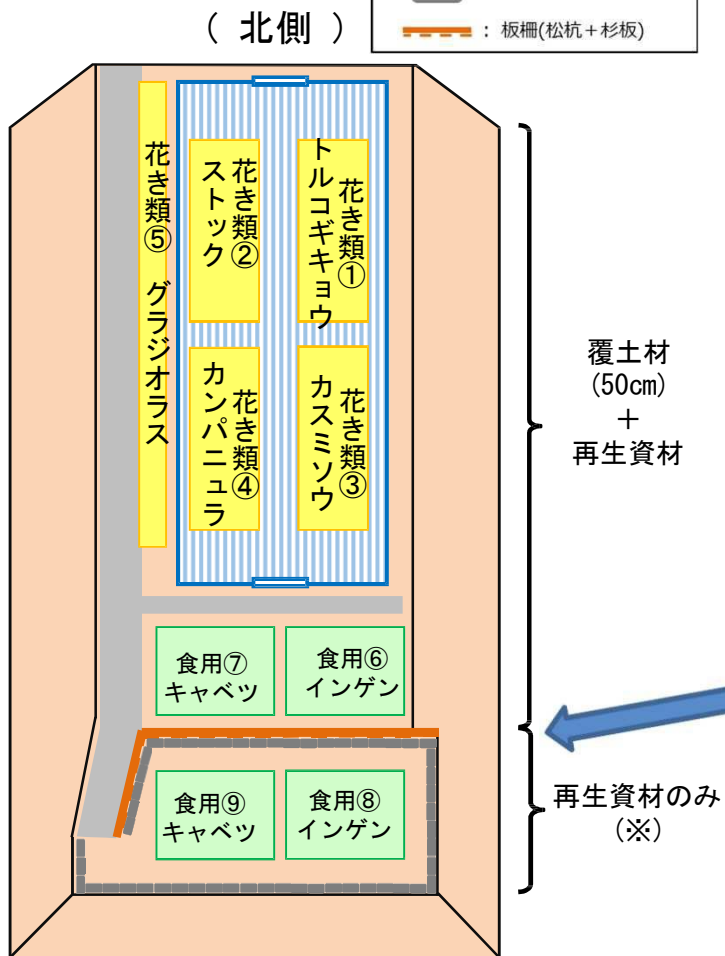 ( 北側 )
: 板柵(松杭+杉板)
花き類⑤ グラジオラス
花き類②
ストック
花き類①
トルコギキョウ
花き類④
カンパニュラ
花き類③
カスミソウ
覆土材
(50cm)
+
再生資材
食用⑦
キャベツ
食用⑥
インゲン
食用⑨
キャベツ
食用⑧
インゲン
再生資材のみ
(※)